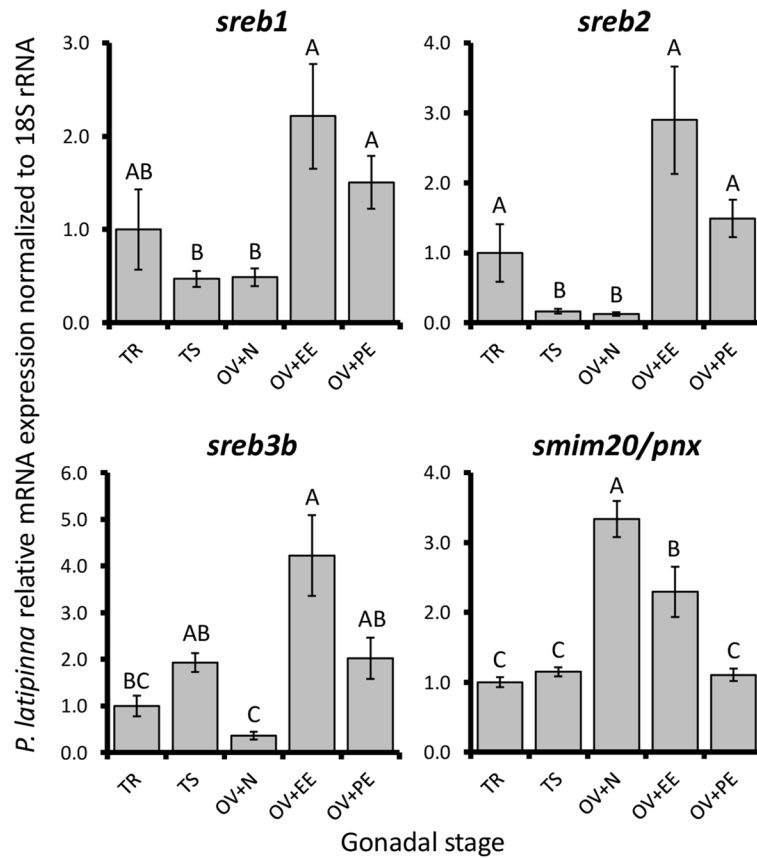 sreb1
3.0
2.0
1.0
0.0
AB
B
B
A
A
TR
TS
OV+N
OV+EE
OV+PE
sreb2
4.0
3.0
2.0
1.0
0.0
A
B
B
A
A
TR
TS
OV+N
OV+EE
OV+PE
sreb3b
6.0
5.0
4.0
3.0
2.0
1.0
0.0
BC
AB
C
A
AB
TR
TS
OV+N
OV+EE
OV+PE
smim20/pnx
4.0
3.0
2.0
1.0
0.0
C
C
A
B
C
TR
TS
OV+N
OV+EE
OV+PE
P. latipinna relative mRNA expression normalized to 18S rRNA
Gonadal stage